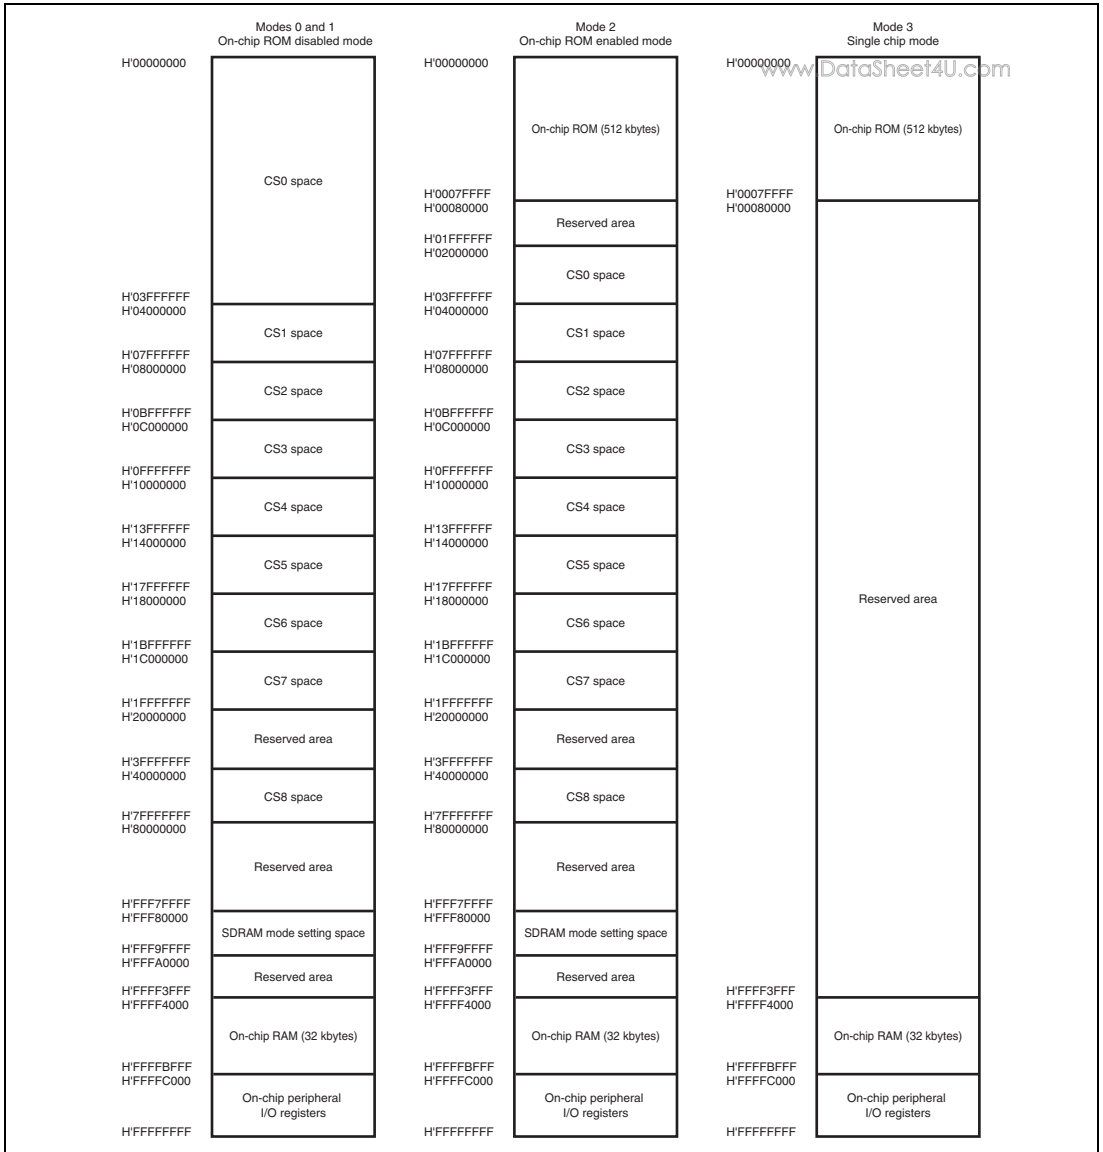 Modes 0 and 1
On-chip ROM disabled mode
H'00000000
CS0 space
H'03FFFFFF
H'04000000
CS1 space
H'07FFFFFF
H'08000000
CS2 space
H'0BFFFFFF
H'0C000000
CS3 space
H'0FFFFFFF
H'10000000
CS4 space
H'13FFFFFF
H'14000000
CS5 space
H'17FFFFFF
H'18000000
CS6 space
H'1BFFFFFF
H'1C000000
CS7 space
H'1FFFFFFF
H'20000000
Reserved area
H'3FFFFFFF
H'40000000
CS8 space
H'7FFFFFFF
H'80000000
Reserved area
H'FFF7FFFF
H'FFF80000
SDRAM mode setting space
H'FFF9FFFF
H'FFFA0000
Reserved area
H'FFFF3FFF
H'FFFF4000
On-chip RAM (32 kbytes)
H'FFFFBFFF
H'FFFFC000
On-chip peripheral
I/O registers
H'FFFFFFFF
Mode 2
On-chip ROM enabled mode
H'00000000
On-chip ROM (512 kbytes)
H'0007FFFF
H'00080000
Reserved area
H'01FFFFFF
H'02000000
CS0 space
H'03FFFFFF
H'04000000
CS1 space
H'07FFFFFF
H'08000000
CS2 space
H'0BFFFFFF
H'0C000000
CS3 space
H'0FFFFFFF
H'10000000
CS4 space
H'13FFFFFF
H'14000000
CS5 space
H'17FFFFFF
H'18000000
CS6 space
H'1BFFFFFF
H'1C000000
CS7 space
H'1FFFFFFF
H'20000000
Reserved area
H'3FFFFFFF
H'40000000
CS8 space
H'7FFFFFFF
H'80000000
Reserved area
H'FFF7FFFF
H'FFF80000
SDRAM mode setting space
H'FFF9FFFF
H'FFFA0000
Reserved area
H'FFFF3FFF
H'FFFF4000
On-chip RAM (32 kbytes)
H'FFFFBFFF
H'FFFFC000
On-chip peripheral
I/O registers
H'FFFFFFFF
Mode 3
Single chip mode
H'00000000
www.DataSheet4U.com
On-chip ROM (512 kbytes)
H'0007FFFF
H'00080000
Reserved area
H'FFFF3FFF
H'FFFF4000
On-chip RAM (32 kbytes)
H'FFFFBFFF
H'FFFFC000
On-chip peripheral
I/O registers
H'FFFFFFFF